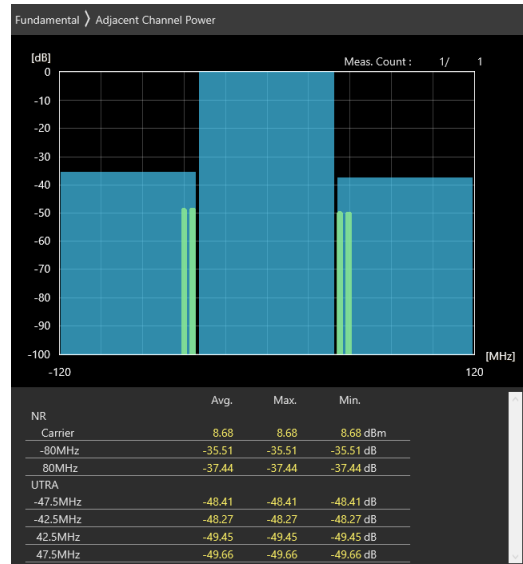 Fundamental 〉 Adjacent Channel Power
[dB]
Meas. Count : 1/ 1
0
-10
-20
-30
-40
-50
-60
-70
-80
-90
-100
[MHz]
-120 120
Avg. Max. Min.
NR
Carrier 8.68 8.68 8.68 dBm
-80MHz -35.51 -35.51 -35.51 dB
80MHz -37.44 -37.44 -37.44 dB
UTRA
-47.5MHz -48.41 -48.41 -48.41 dB
-42.5MHz -48.27 -48.27 -48.27 dB
42.5MHz -49.45 -49.45 -49.45 dB
47.5MHz -49.66 -49.66 -49.66 dB